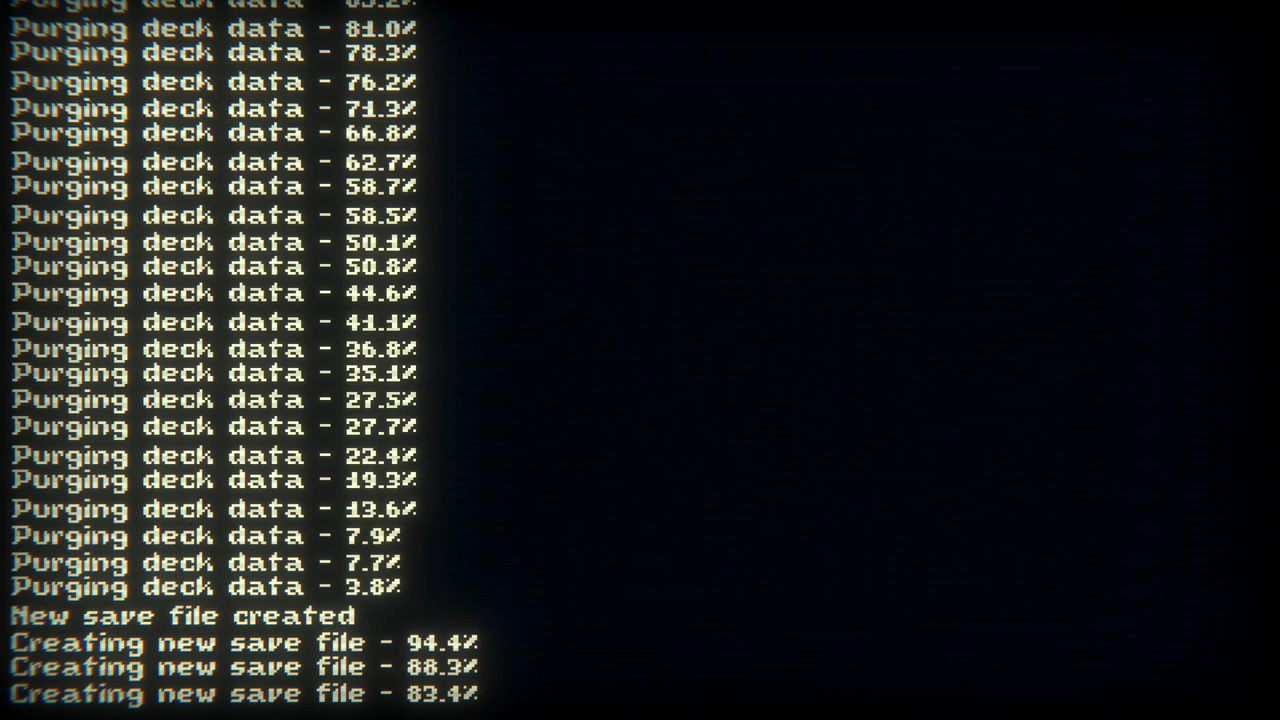 Purging deck data - 83.2%
Purging deck data - 81.0%
Purging deck data - 78.3%
Purging deck data - 76.2%
Purging deck data - 71.3%
Purging deck data - 66.8%
Purging deck data - 62.7%
Purging deck data - 58.7%
Purging deck data - 58.5%
Purging deck data - 50.1%
Purging deck data - 50.8%
Purging deck data - 44.6%
Purging deck data - 41.1%
Purging deck data - 36.8%
Purging deck data - 35.1%
Purging deck data - 27.5%
Purging deck data - 27.7%
Purging deck data - 22.4%
Purging deck data - 19.3%
Purging deck data - 13.6%
Purging deck data - 7.9%
Purging deck data - 7.7%
Purging deck data - 3.8%
New save file created
Creating new save file - 94.4%
Creating new save file - 88.3%
Creating new save file - 83.4%